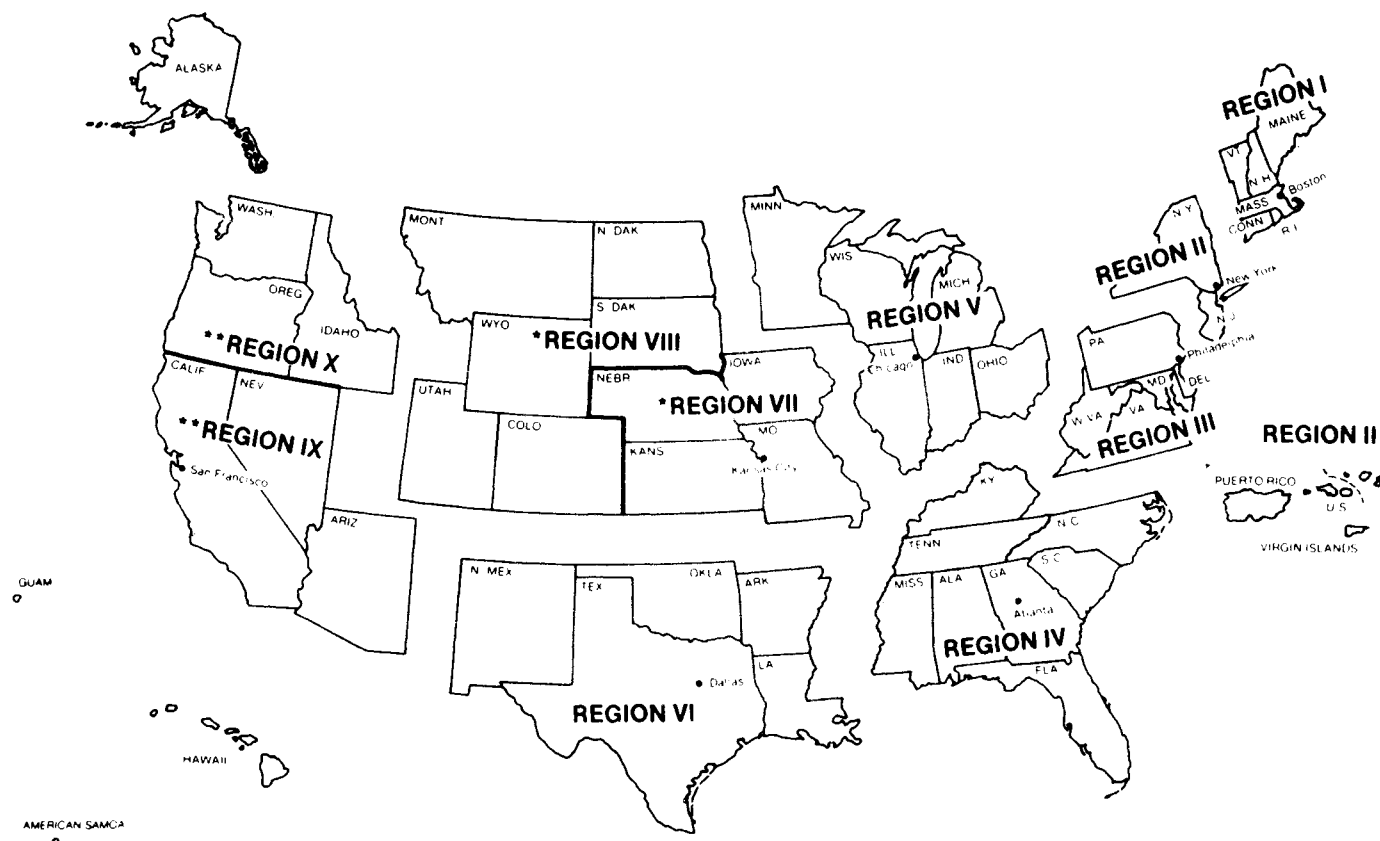 ALASKA
REGION I
MAINE
VT
N H
Boston
MASS
CONN
R I
N Y
REGION II
New York
N J
WASH
MONT
N DAK
MINN
WIS
MICH
OREG
IDAHO
**REGION X
WYO
S DAK
*REGION VIII
REGION V
PA
Philadelphia
CALIF
NEV
UTAH
NEBR
IOWA
ILL
Chicago
IND
OHIO
MD
DEL
W VA
VA
REGION III
**REGION IX
COLO
*REGION VII
REGION II
San Francisco
KANS
MO
Kansas City
KY
PUERTO RICO
U S
VIRGIN ISLANDS
ARIZ
N MEX
TEX
OKLA
ARK
TENN
N C
S C
MISS
ALA
GA
Atlanta
GUAM
LA
REGION IV
FLA
Dallas
REGION VI
HAWAII
AMERICAN SAMOA